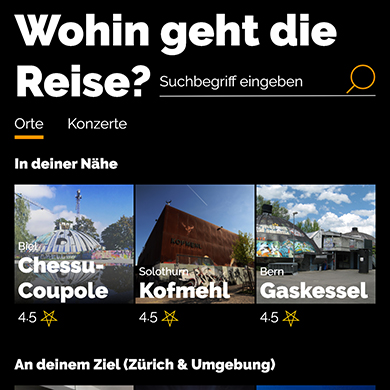 Wohin geht die
Reise?
Suchbegriff eingeben
Orte Konzerte
In deiner Nähe
Biel
Chessu-
Coupole
Solothurn
Kofmehl
Bern
Gaskessel
4.5 4.5 4.5
An deinem Ziel (Zürich & Umgebung)